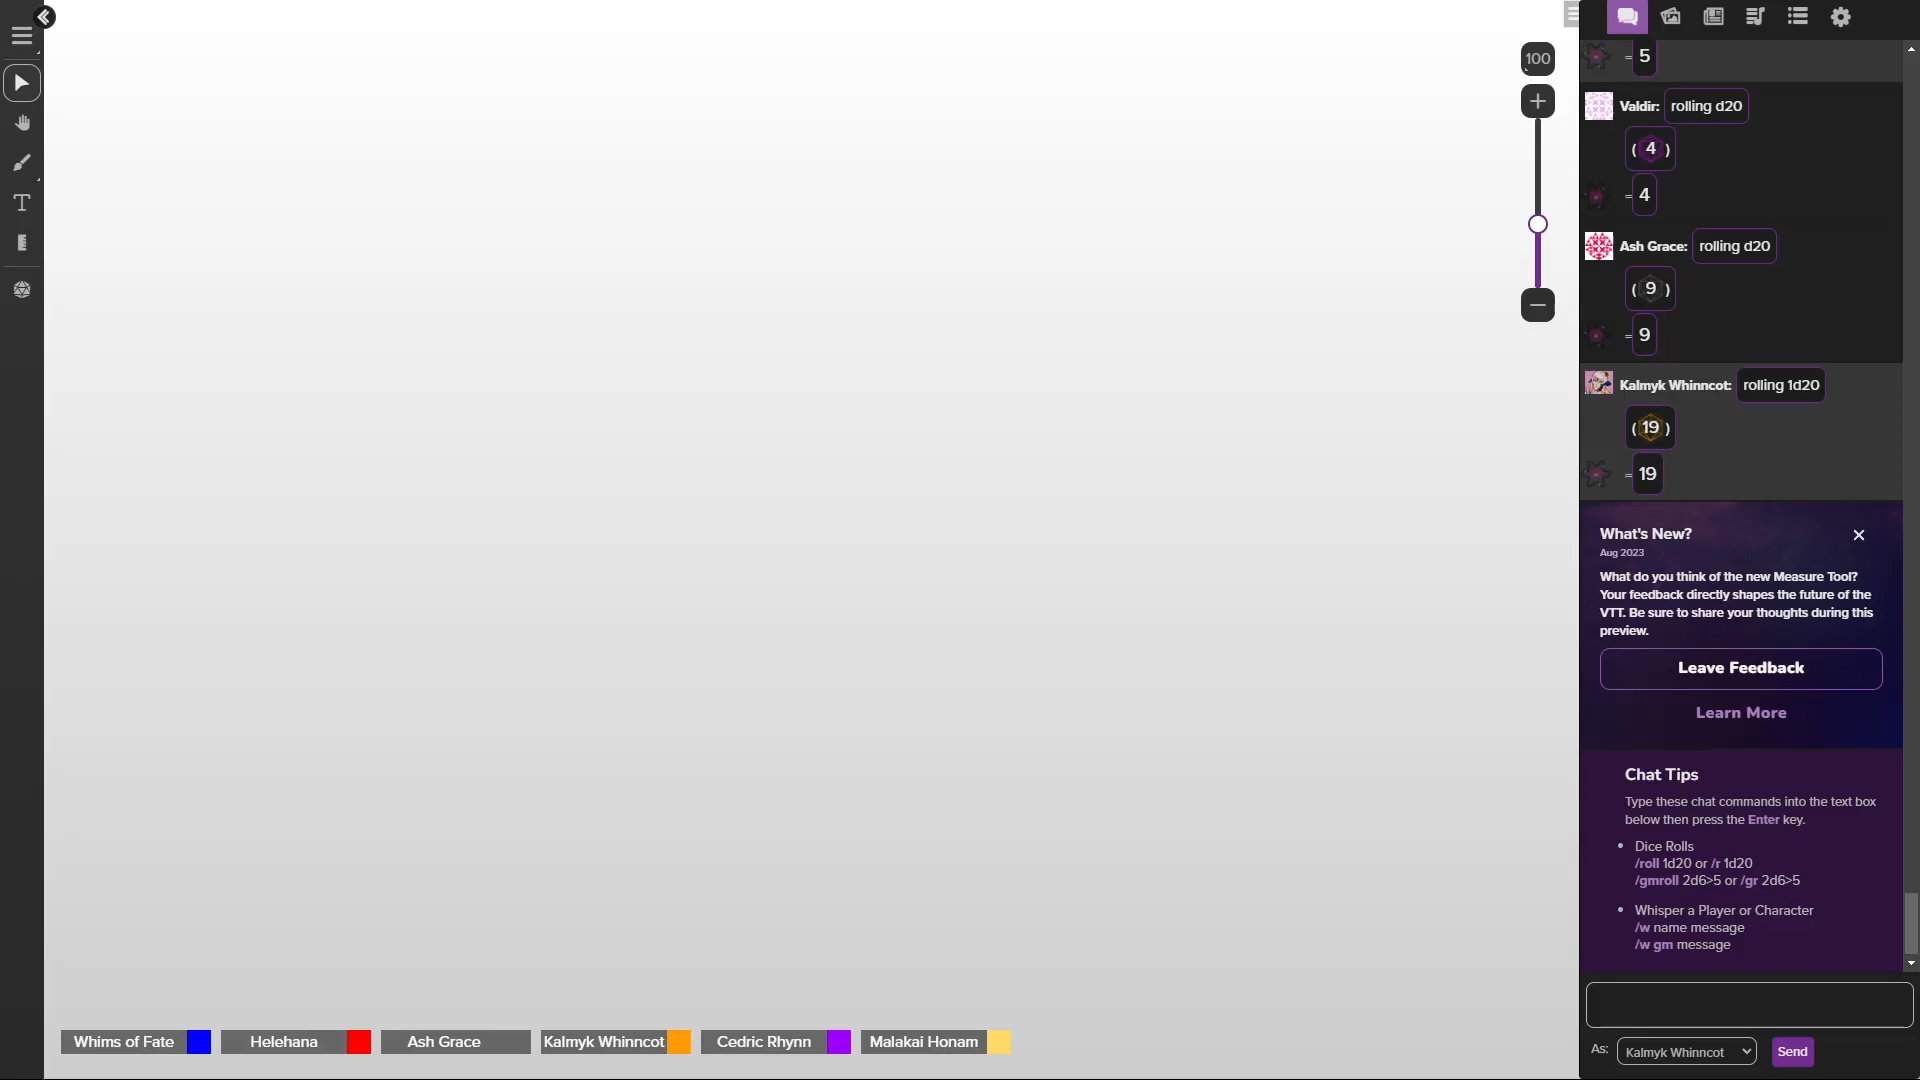 100
= 5
Valdir: rolling d20
( 4 )
= 4
Ash Grace: rolling d20
( 9 )
= 9
Kalmyk Whinncot: rolling 1d20
( 19 )
= 19
What's New?
Aug 2023
What do you think of the new Measure Tool?
Your feedback directly shapes the future of the
VTT. Be sure to share your thoughts during this
preview.
Leave Feedback
Learn More
Chat Tips
Type these chat commands into the text box
below then press the Enter key.
• Dice Rolls
/roll 1d20 or /r 1d20
/gmroll 2d6>5 or /gr 2d6>5
• Whisper a Player or Character
/w name message
/w gm message
As: Kalmyk Whinncot Send
Whims of Fate Helehana Ash Grace Kalmyk Whinncot Cedric Rhynn Malakai Honam